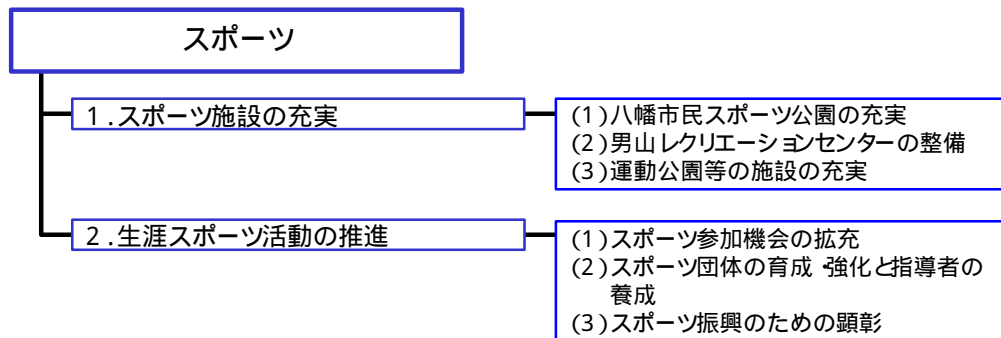 スポーツ
1.スポーツ施設の充実
(1)八幡市民スポーツ公園の充実
(2)男山レクリエーションセンターの整備
(3)運動公園等の施設の充実
2.生涯スポーツ活動の推進
(1)スポーツ参加機会の拡充
(2)スポーツ団体の育成・強化と指導者の
養成
(3)スポーツ振興のための顕彰